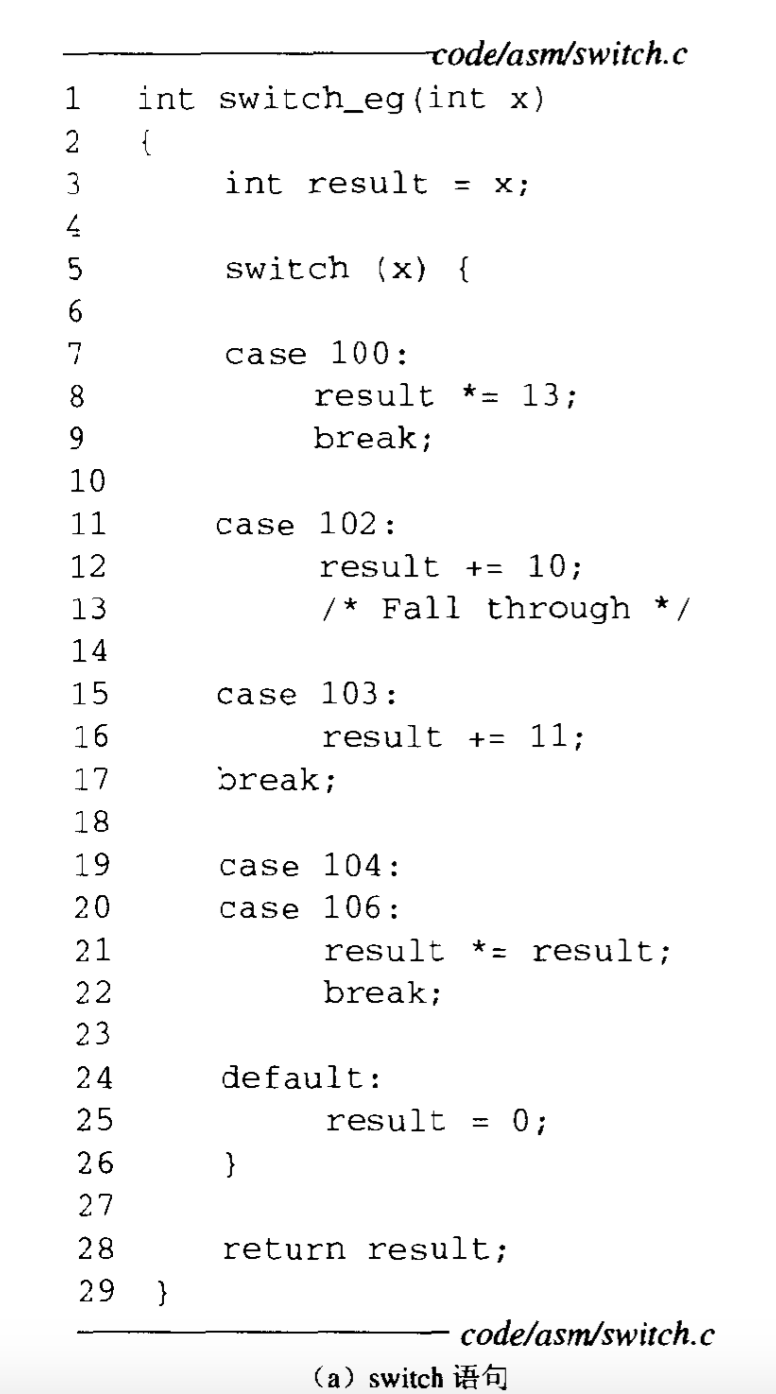 code/asm/switch.c
1 int switch_eg(int x)
2 {
3 int result = x;
4
5 switch (x) {
6
7 case 100:
8 result *= 13;
9 break;
10
11 case 102:
12 result += 10;
13 /* Fall through */
14
15 case 103:
16 result += 11;
17 break;
18
19 case 104:
20 case 106:
21 result *= result;
22 break;
23
24 default:
25 result = 0;
26 }
27
28 return result;
29 }
code/asm/switch.c
（a）switch 语句